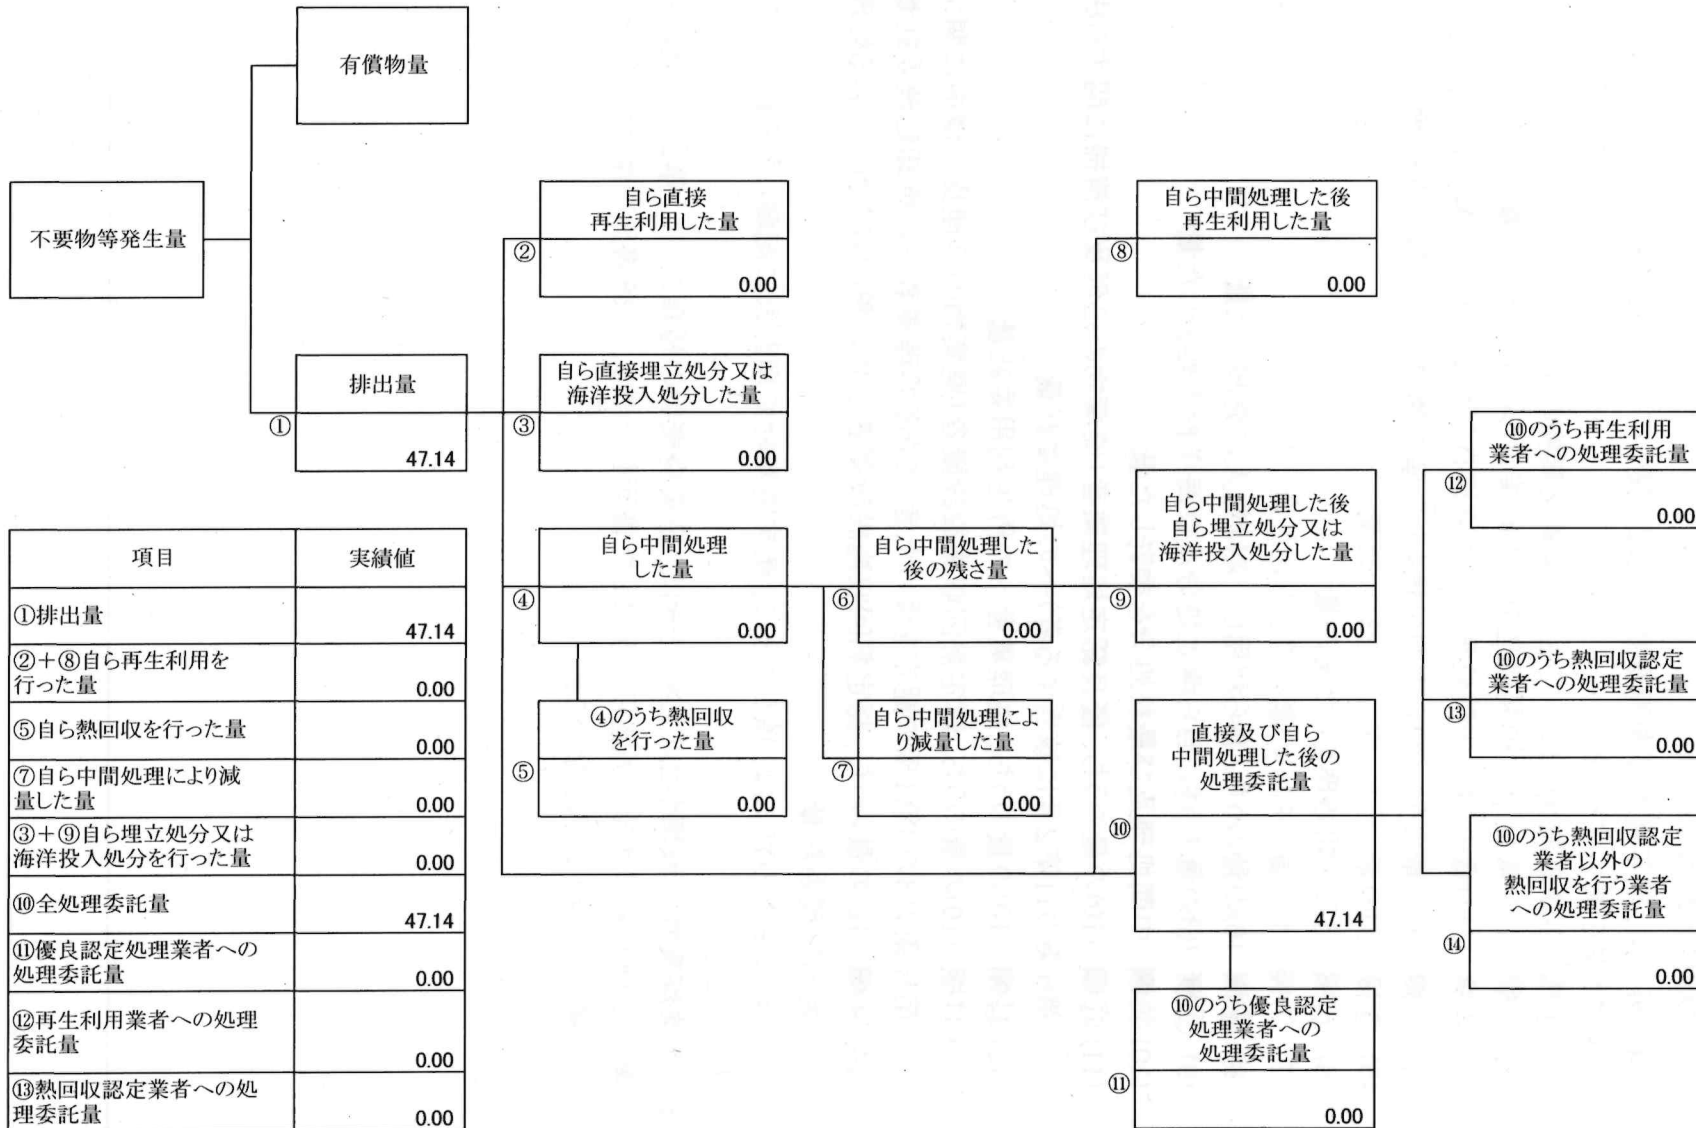 有償物量
不要物等発生量
排出量
①
47.14
自ら直接
再生利用した量
②
0.00
自ら直接埋立処分又は
海洋投入処分した量
③
0.00
自ら中間処理
した量
④
0.00
④のうち熱回収
を行った量
⑤
0.00
自ら中間処理した
後の残さ量
⑥
0.00
自ら中間処理によ
り減量した量
⑦
0.00
自ら中間処理した後
再生利用した量
⑧
0.00
自ら中間処理した後
自ら埋立処分又は
海洋投入処分した量
⑨
0.00
直接及び自ら
中間処理した後の
処理委託量
⑩
47.14
⑩のうち優良認定
処理業者への
処理委託量
⑪
0.00
⑩のうち再生利用
業者への処理委託量
⑫
0.00
⑩のうち熱回収認定
業者への処理委託量
⑬
0.00
⑩のうち熱回収認定
業者以外の
熱回収を行う業者
への処理委託量
⑭
0.00
項目 実績値
①排出量
47.14
②+⑧自ら再生利用を
行った量 0.00
⑤自ら熱回収を行った量
0.00
⑦自ら中間処理により減
量した量 0.00
③+⑨自ら埋立処分又は
海洋投入処分を行った量 0.00
⑩全処理委託量
47.14
⑪優良認定処理業者への
処理委託量 0.00
⑫再生利用業者への処理
委託量
0.00
⑬熱回収認定業者への処
理委託量 0.00